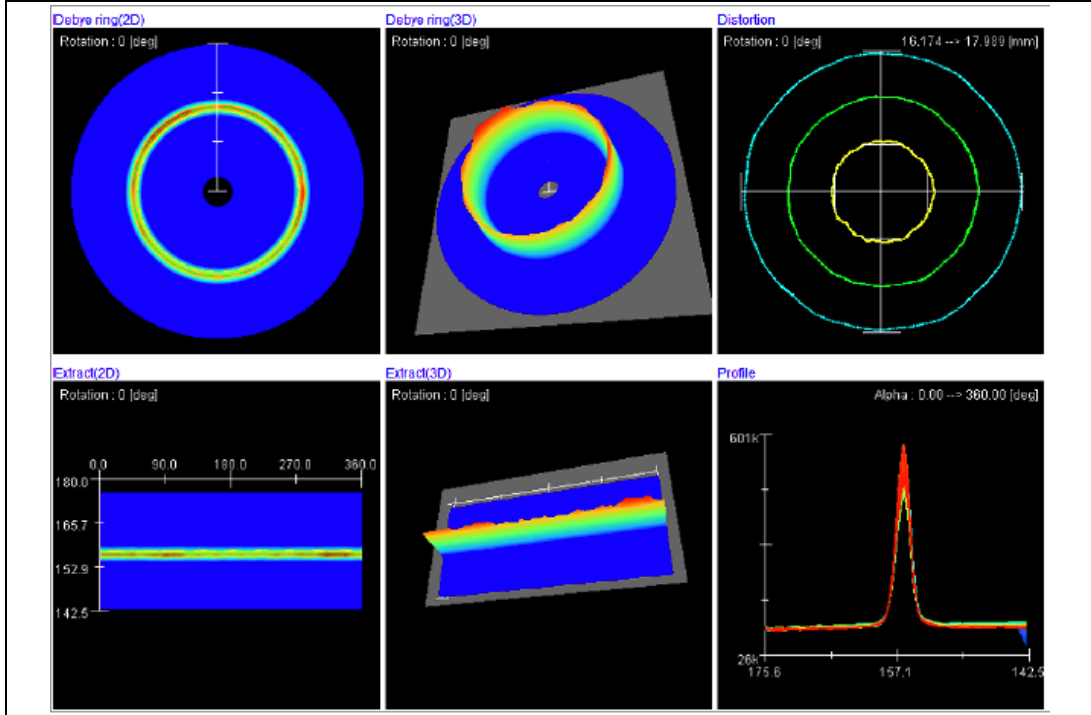 Debye ring(2D)
Rotation : 0 [deg]
Debye ring(3D)
Rotation : 0 [deg]
Distortion
Rotation : 0 [deg] 16.174 --> 17.989 [mm]
Extract(2D)
Rotation : 0 [deg]
0.0 90.0 180.0 270.0 360.0
180.0
165.7
152.9
142.5
Extract(3D)
Rotation : 0 [deg]
Profile
Alpha : 0.00 --> 360.00 [deg]
601k
26k
175.6 157.1 142.5